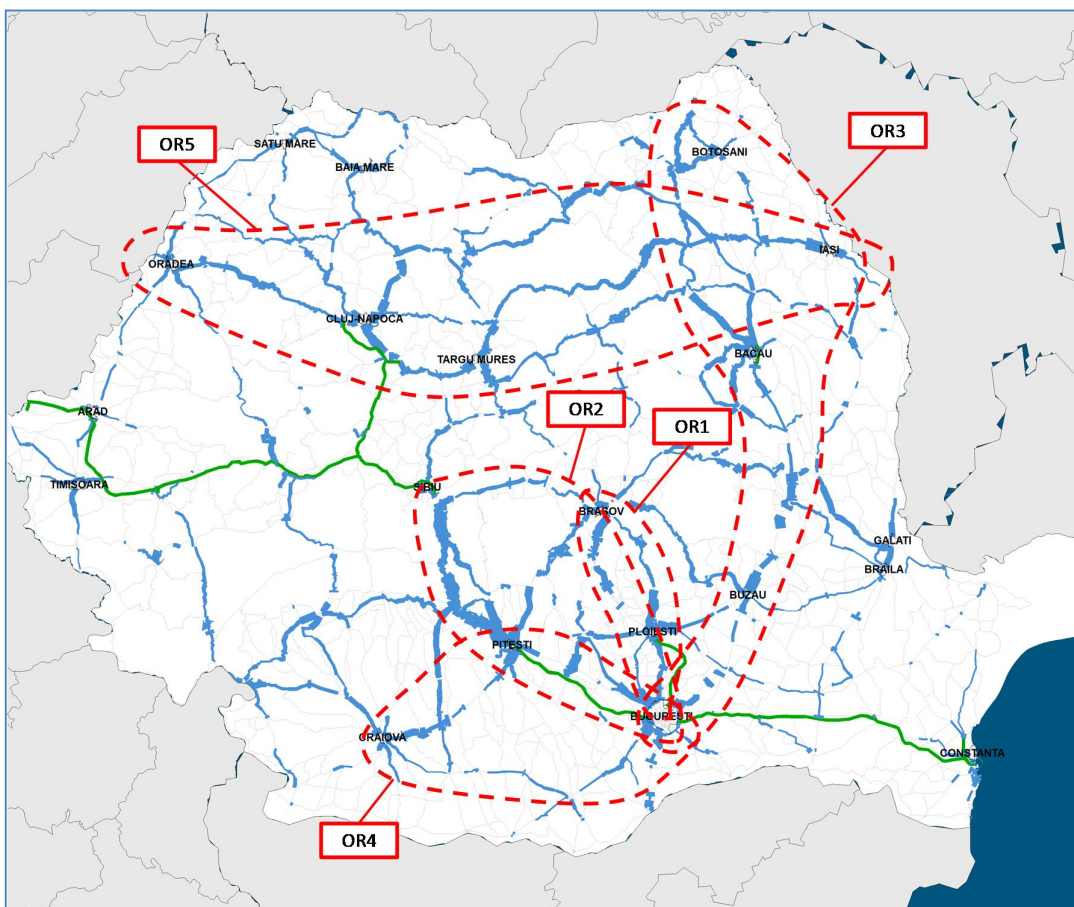 OR3
OR5
SATU MARE
BOTOSANI
BAIA MARE
IASI
ORADEA
CLUJ-NAPOCA
BACAU
TARGU MURES
OR2
ARAD
OR1
TIMISOARA
SIBIU
BRASOV
GALATI
BRAILA
BUZAU
PLOIESTI
PITESTI
BUCURESTI
CRAIOVA
CONSTANTA
OR4